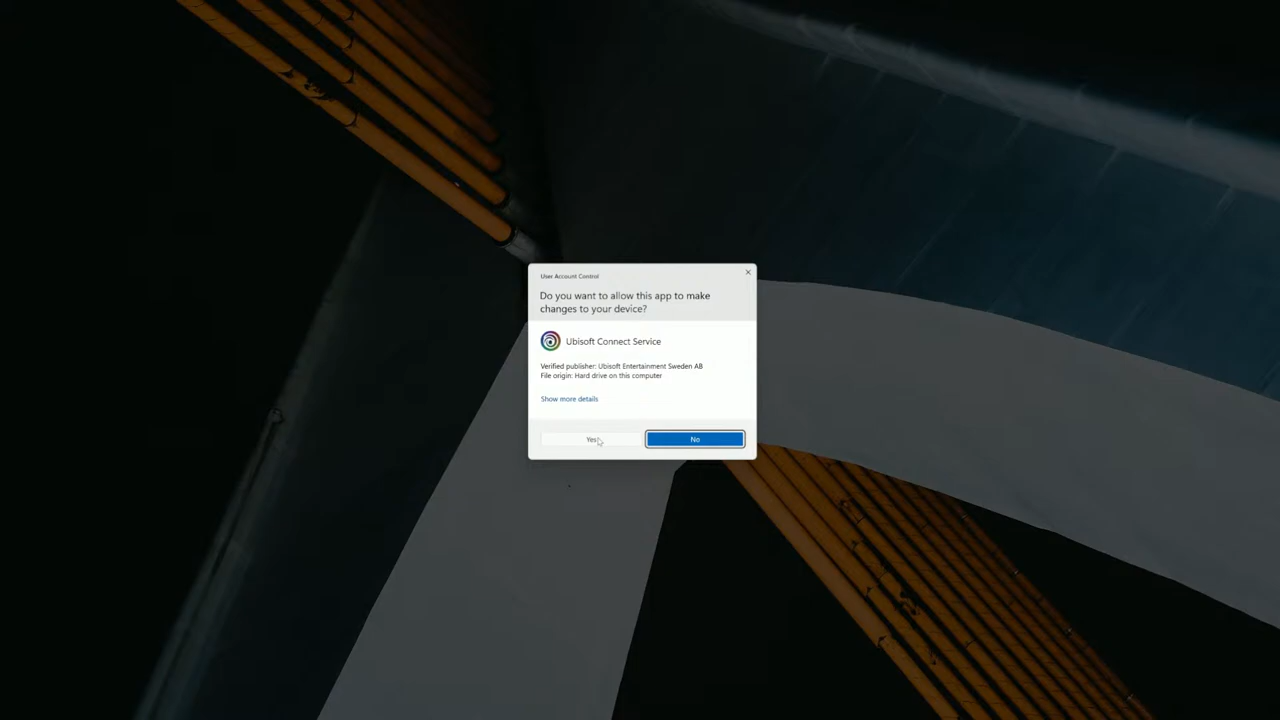 User Account Control
Do you want to allow this app to make
changes to your device?
Ubisoft Connect Service
Verified publisher: Ubisoft Entertainment Sweden AB
File origin: Hard drive on this computer
Show more details
Yes
No